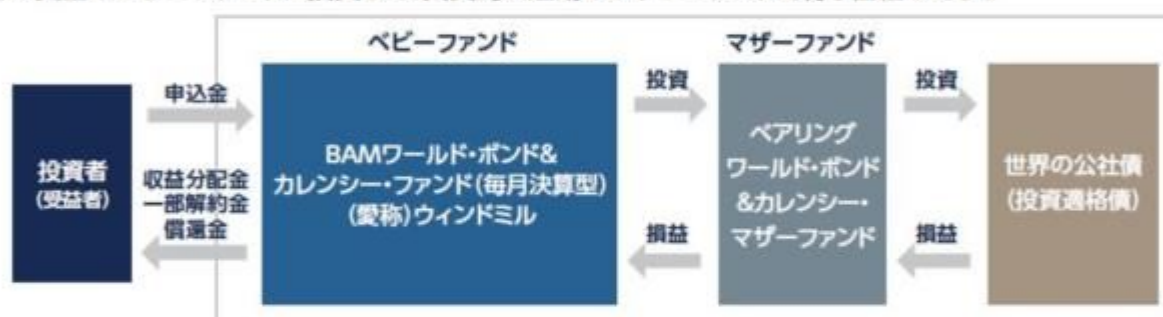 ベビーファンド
マザーファンド
投資者
(受益者)
申込金
収益分配金
一部解約金
償還金
BAMワールド・ボンド&
カレンシー・ファンド(毎月決算型)
(愛称)ウィンドミル
投資
損益
ベアリング
ワールド・ボンド
&カレンシー・
マザーファンド
投資
損益
世界の公社債
(投資適格債)